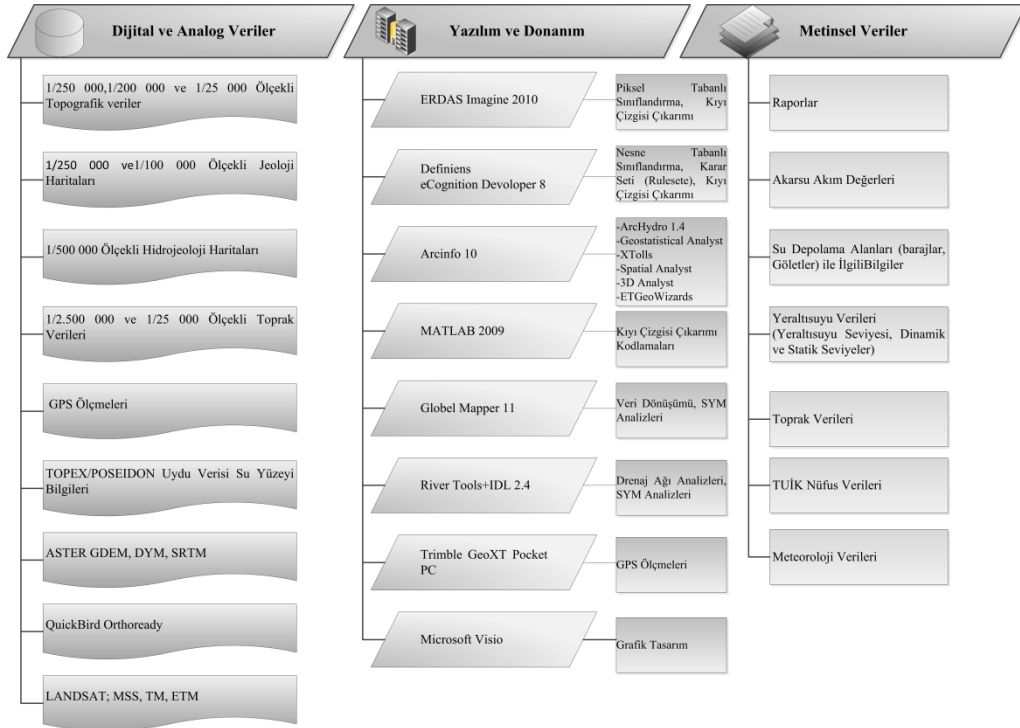 Dijital ve Analog Veriler
1/250 000,1/200 000 ve 1/25 000 Ölçekli
Topografik veriler
1/250 000 ve1/100 000 Ölçekli Jeoloji
Haritaları
1/500 000 Ölçekli Hidrojeoloji Haritaları
1/2.500 000 ve 1/25 000 Ölçekli Toprak
Verileri
GPS Ölçmeleri
TOPEX/POSEIDON Uydu Verisi Su Yüzeyi
Bilgileri
ASTER GDEM, DYM, SRTM
QuickBird Orthoready
LANDSAT; MSS, TM, ETM
Yazılım ve Donanım
ERDAS Imagine 2010
Piksel Tabanlı
Sınıflandırma, Kıyı
Çizgisi Çıkarımı
Definiens
eCognition Devoloper 8
Nesne Tabanlı
Sınıflandırma, Karar
Seti (Rulesete), Kıyı
Çizgisi Çıkarımı
Arcinfo 10
-ArcHydro 1.4
-Geostatistical Analyst
-XTolls
-Spatial Analyst
-3D Analyst
-ETGeoWizards
MATLAB 2009
Kıyı Çizgisi Çıkarımı
Kodlamaları
Globel Mapper 11
Veri Dönüşümü, SYM
Analizleri
River Tools+IDL 2.4
Drenaj Ağı Analizleri,
SYM Analizleri
Trimble GeoXT Pocket
PC
GPS Ölçmeleri
Microsoft Visio
Grafik Tasarım
Metinsel Veriler
Raporlar
Akarsu Akım Değerleri
Su Depolama Alanları (barajlar,
Göletler) ile İlgiliBilgiler
Yeraltısuyu Verileri
(Yeraltısuyu Seviyesi, Dinamik
ve Statik Seviyeler)
Toprak Verileri
TUİK Nüfus Verileri
Meteoroloji Verileri